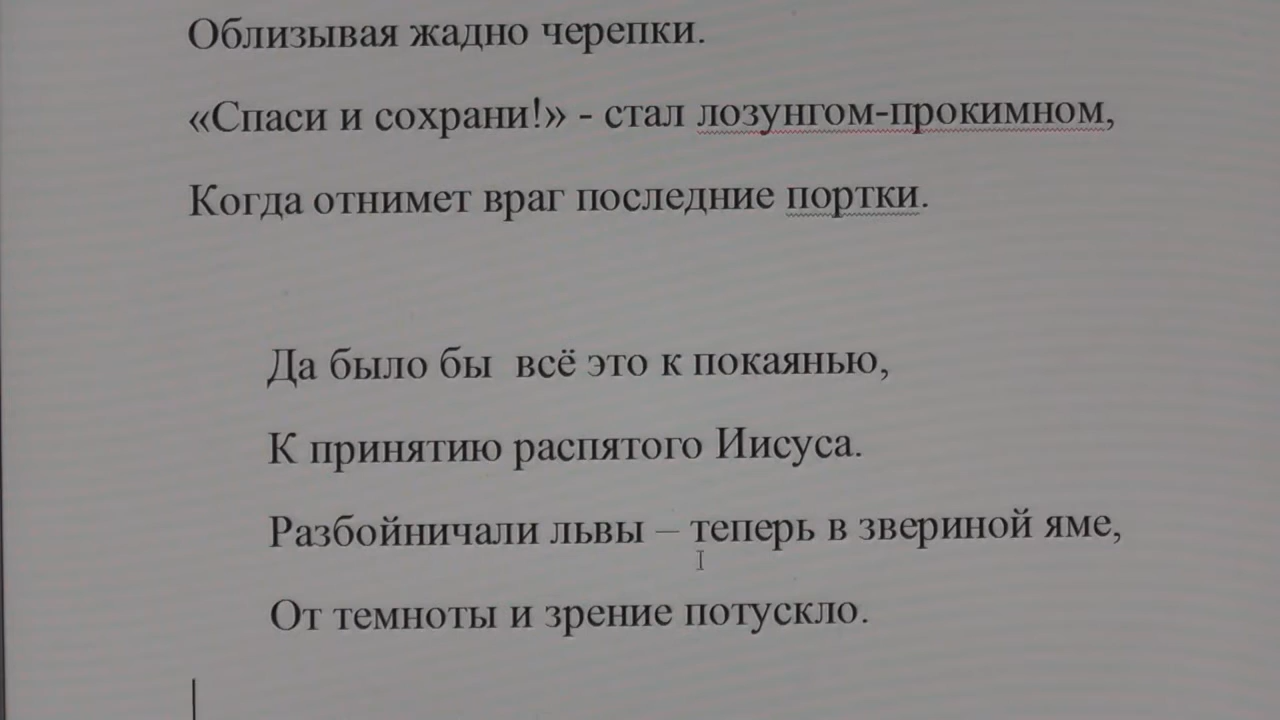 Облизывая жадно черепки.
«Спаси и сохрани!» - стал лозунгом-прокимном,
Когда отнимет враг последние портки.
Да было бы  всё это к покаянью,
К принятию распятого Иисуса.
Разбойничали львы – теперь в звериной яме,
От темноты и зрение потускло.